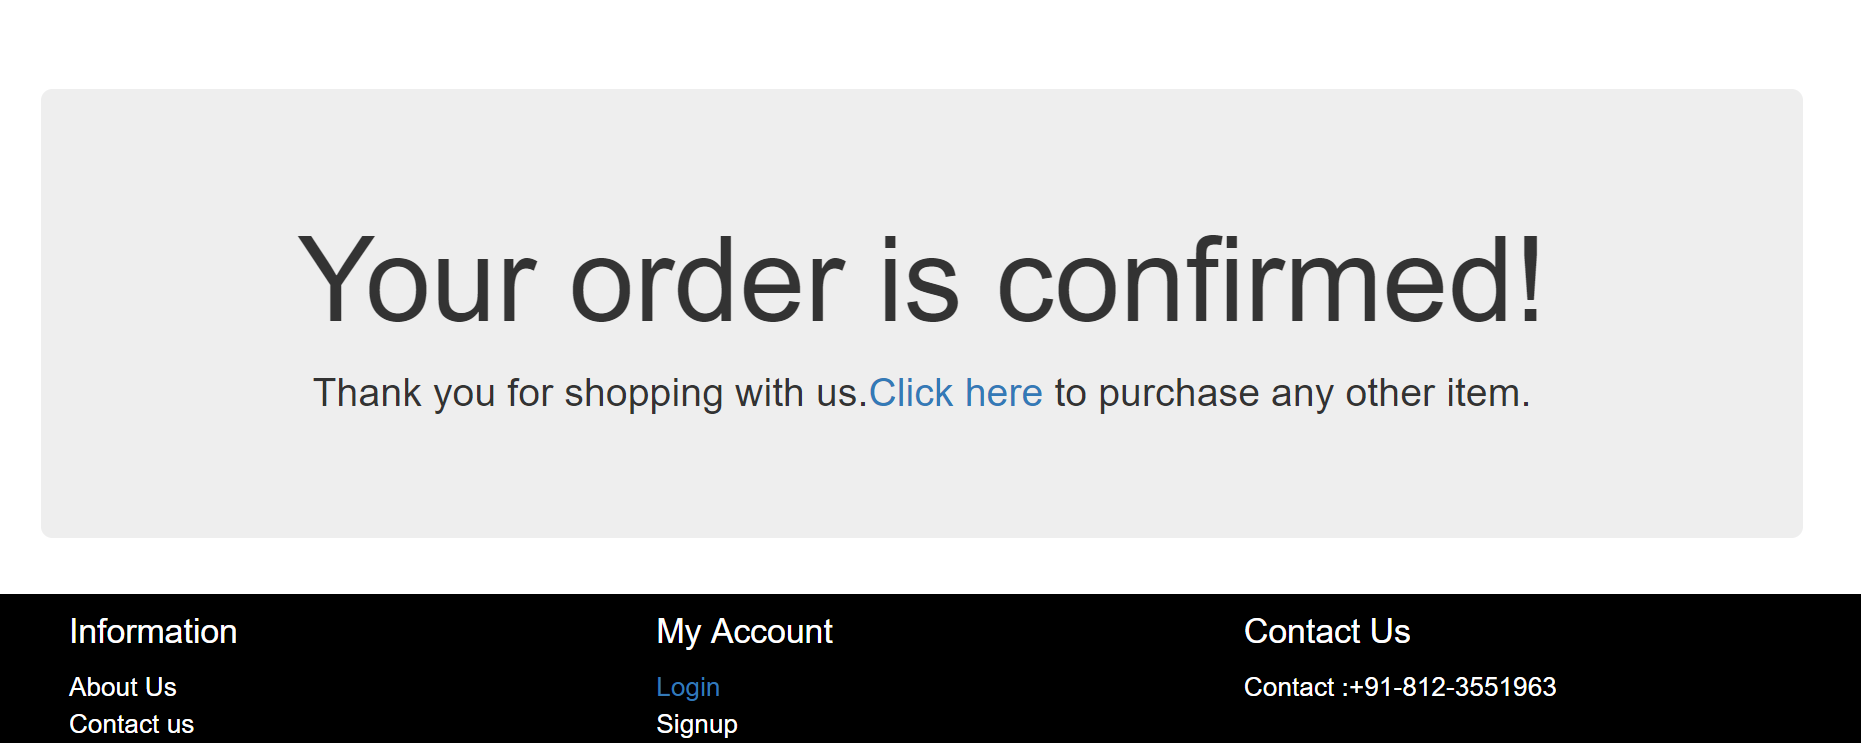 Your order is confirmed!
Thank you for shopping with us.Click here to purchase any other item.
Information
About Us
Contact us
My Account
Login
Signup
Contact Us
Contact :+91-812-3551963